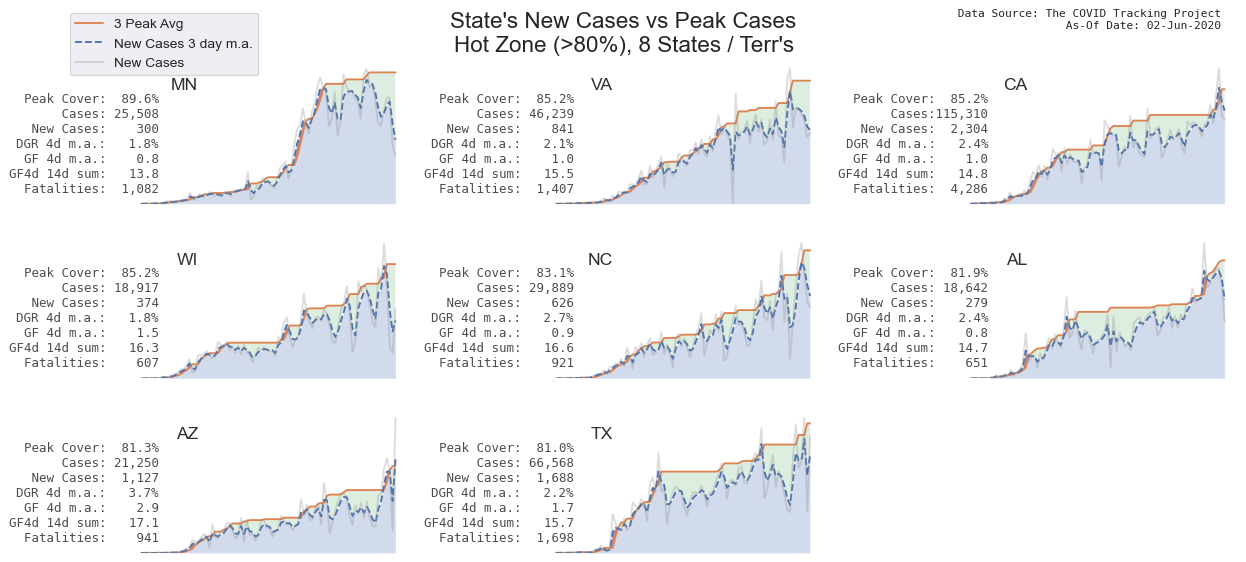 3 Peak Avg
New Cases 3 day m.a.
New Cases
State's New Cases vs Peak Cases
Hot Zone (>80%), 8 States / Terr's
Data Source: The COVID Tracking Project
As-Of Date: 02-Jun-2020
MN
Peak Cover: 89.6%
Cases: 25,508
New Cases: 300
DGR 4d m.a.: 1.8%
GF 4d m.a.: 0.8
GF4d 14d sum: 13.8
Fatalities: 1,082
VA
Peak Cover: 85.2%
Cases: 46,239
New Cases: 841
DGR 4d m.a.: 2.1%
GF 4d m.a.: 1.0
GF4d 14d sum: 15.5
Fatalities: 1,407
CA
Peak Cover: 85.2%
Cases:115,310
New Cases: 2,304
DGR 4d m.a.: 2.4%
GF 4d m.a.: 1.0
GF4d 14d sum: 14.8
Fatalities: 4,286
WI
Peak Cover: 85.2%
Cases: 18,917
New Cases: 374
DGR 4d m.a.: 1.8%
GF 4d m.a.: 1.5
GF4d 14d sum: 16.3
Fatalities: 607
NC
Peak Cover: 83.1%
Cases: 29,889
New Cases: 626
DGR 4d m.a.: 2.7%
GF 4d m.a.: 0.9
GF4d 14d sum: 16.6
Fatalities: 921
AL
Peak Cover: 81.9%
Cases: 18,642
New Cases: 279
DGR 4d m.a.: 2.4%
GF 4d m.a.: 0.8
GF4d 14d sum: 14.7
Fatalities: 651
AZ
Peak Cover: 81.3%
Cases: 21,250
New Cases: 1,127
DGR 4d m.a.: 3.7%
GF 4d m.a.: 2.9
GF4d 14d sum: 17.1
Fatalities: 941
TX
Peak Cover: 81.0%
Cases: 66,568
New Cases: 1,688
DGR 4d m.a.: 2.2%
GF 4d m.a.: 1.7
GF4d 14d sum: 15.7
Fatalities: 1,698